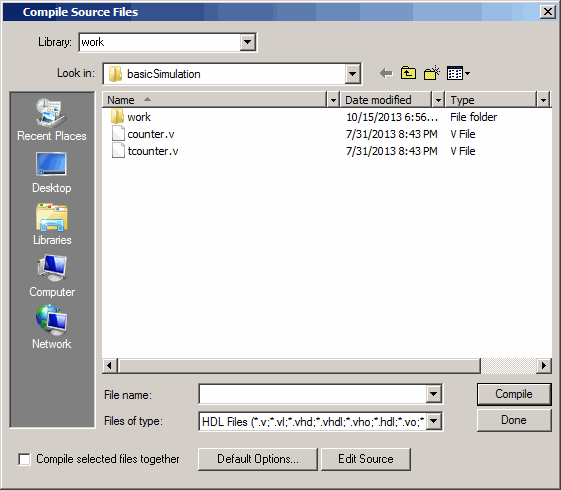 Compile Source Files
Library: work
Look in: basicSimulation
Name Date modified Type
work 10/15/2013 6:56... File folder
counter.v 7/31/2013 8:43 PM V File
tcounter.v 7/31/2013 8:43 PM V File
Recent Places
Desktop
Libraries
Computer
Network
File name: Compile
Files of type: HDL Files (*.v;*.vl;*.vhd;*.vhdl;*.vho;*.hdl;*.vo;* Done
Compile selected files together Default Options... Edit Source